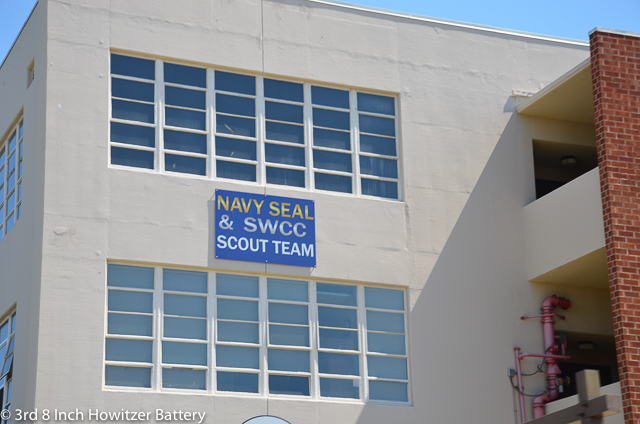 NAVY SEAL
& SWCC
SCOUT TEAM
© 3rd 8 Inch Howitzer Battery